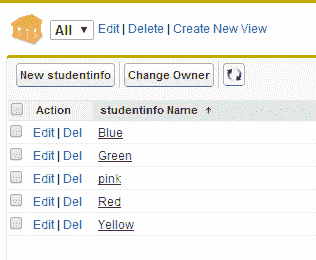 All Edit | Delete | Create New View
New studentinfo Change Owner
Action studentinfo Name
Edit | Del Blue
Edit | Del Green
Edit | Del pink
Edit | Del Red
Edit | Del Yellow